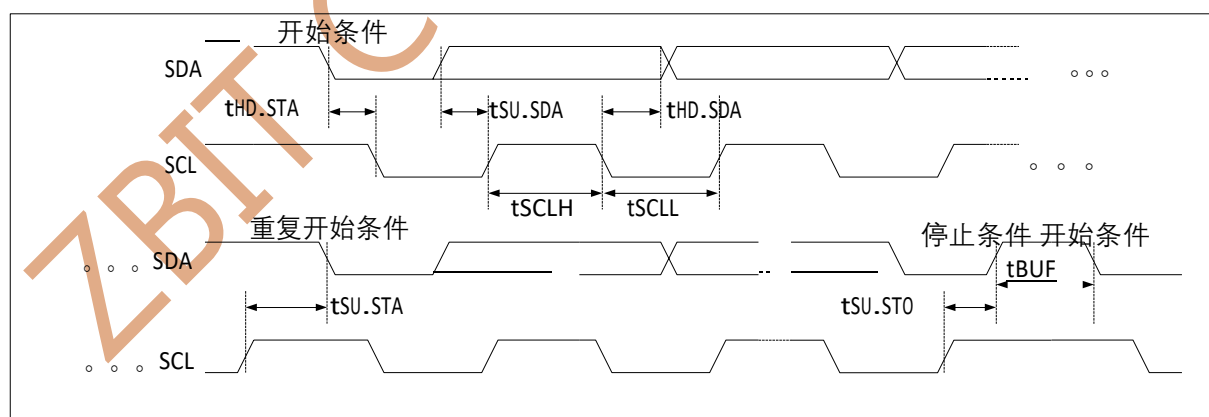 开始条件
SDA
tHD.STA tSU.SDA tHD.SDA
SCL
tSCLH tSCLL
重复开始条件 停止条件 开始条件
SDA tBUF
tSU.STA tSU.STO
SCL
ZBIT C